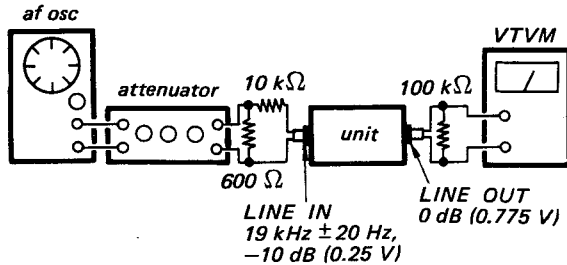 af osc
VTVM
attenuator
10 kΩ
100 kΩ
unit
600 Ω
LINE IN
19 kHz ± 20 Hz,
−10 dB (0.25 V)
LINE OUT
0 dB (0.775 V)